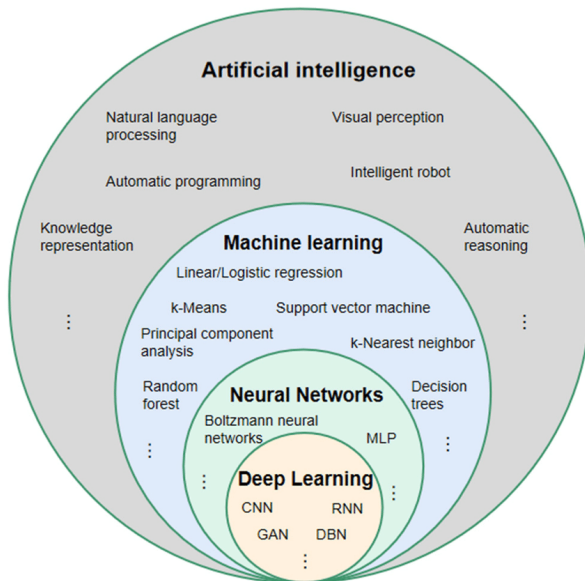 Artificial intelligence
Natural language
processing
Visual perception
Automatic programming
Intelligent robot
Knowledge
representation
Automatic
reasoning
⋮
⋮
Machine learning
Linear/Logistic regression
k-Means
Support vector machine
Principal component
analysis
k-Nearest neighbor
Random
forest
Decision
trees
⋮
⋮
Neural Networks
Boltzmann neural
networks
MLP
⋮
⋮
Deep Learning
CNN
RNN
GAN
DBN
⋮